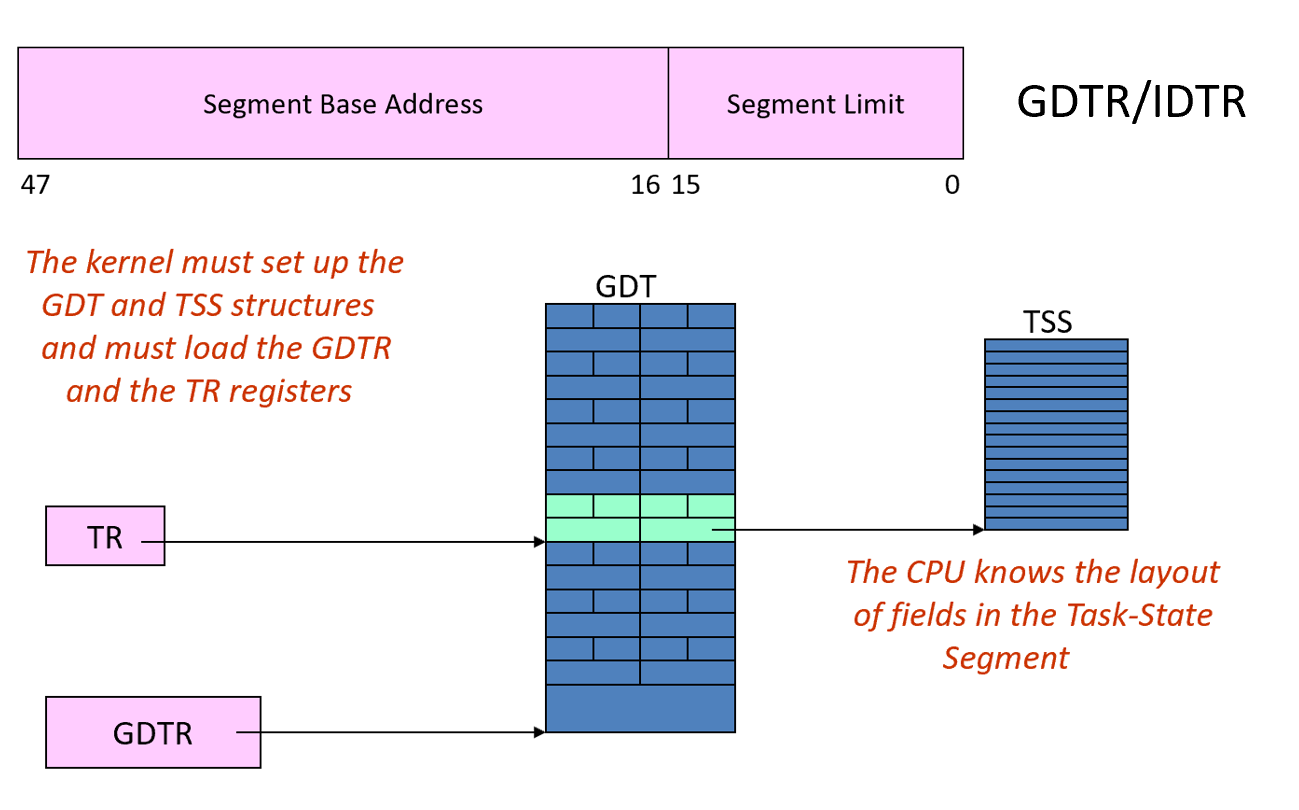 Segment Base Address
Segment Limit
GDTR/IDTR
47
16
15
0
The kernel must set up the
GDT and TSS structures
and must load the GDTR
and the TR registers
GDT
TSS
TR
The CPU knows the layout
of fields in the Task-State
Segment
GDTR